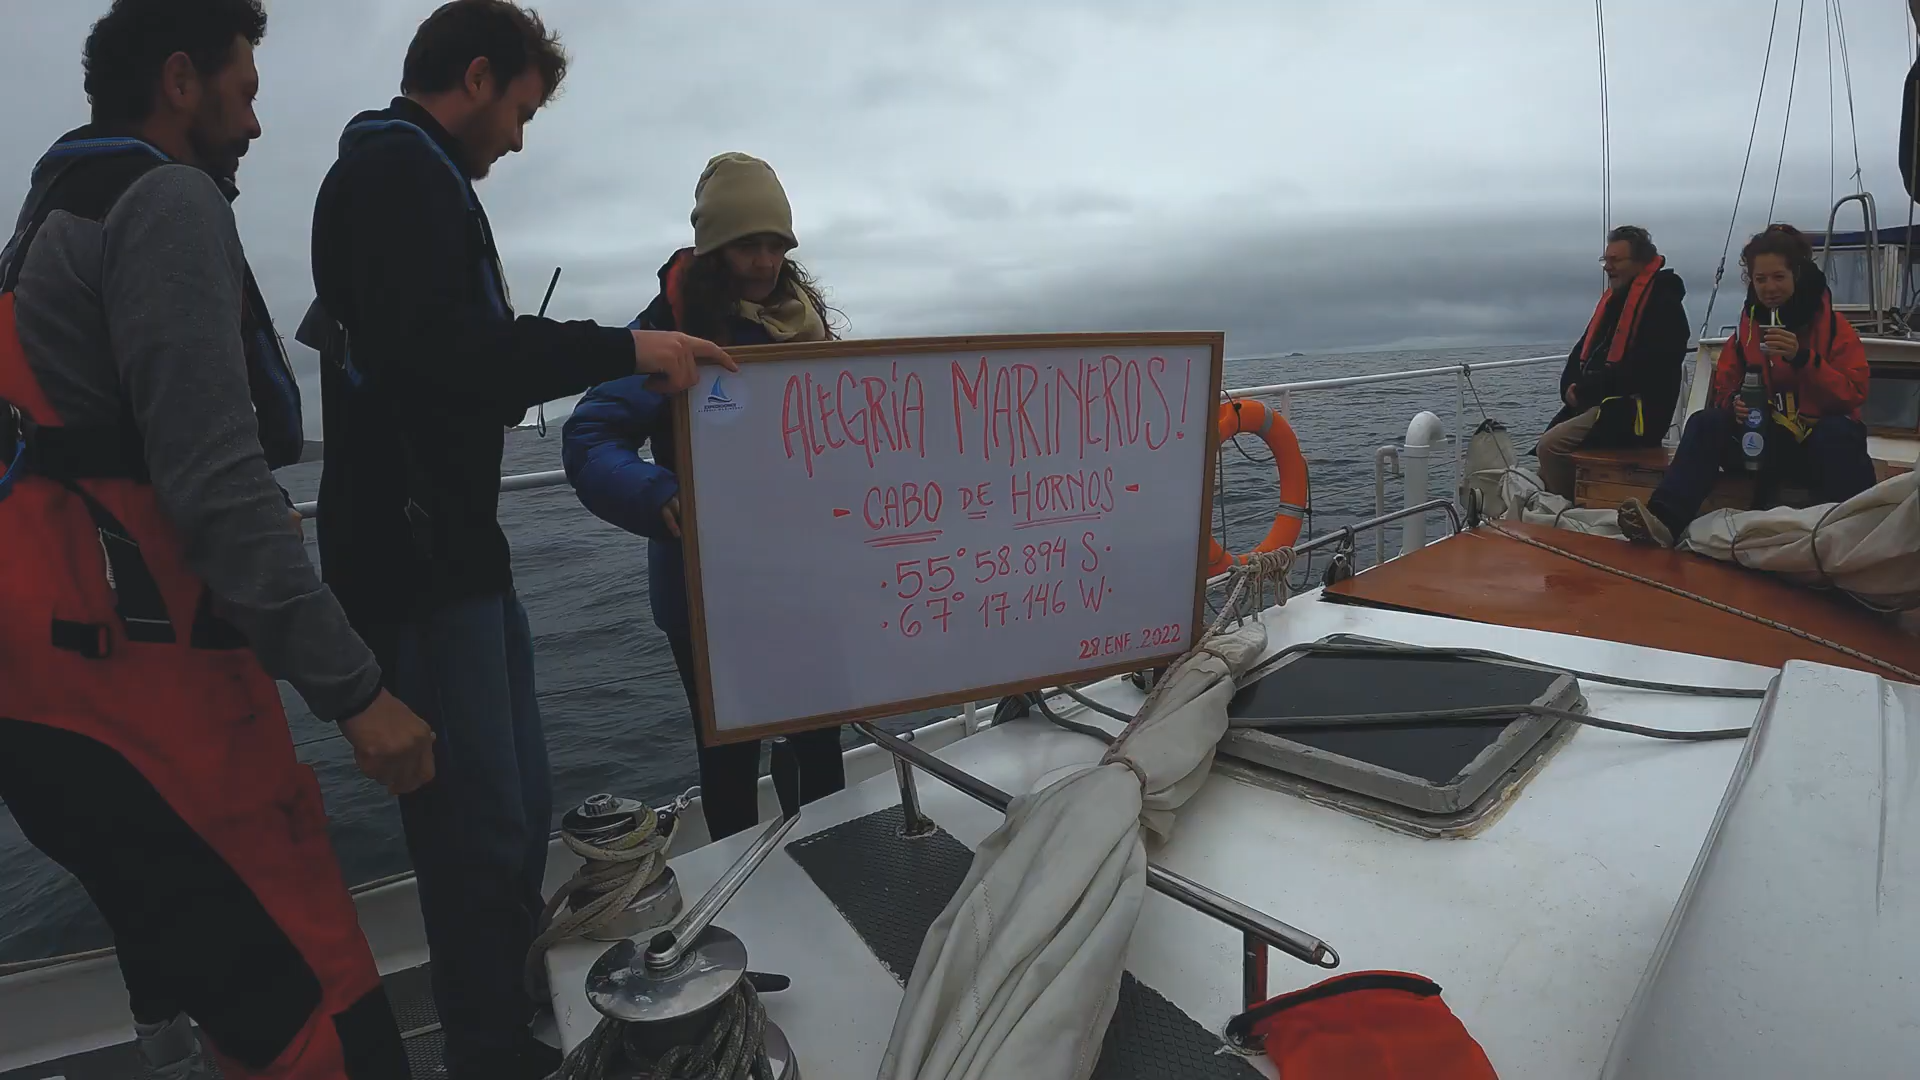 ALEGRÍA MARINEROS!
- CABO DE HORNOS -
· 55° 58.894 S·
· 67° 17.146 W·
28.ENE.2022